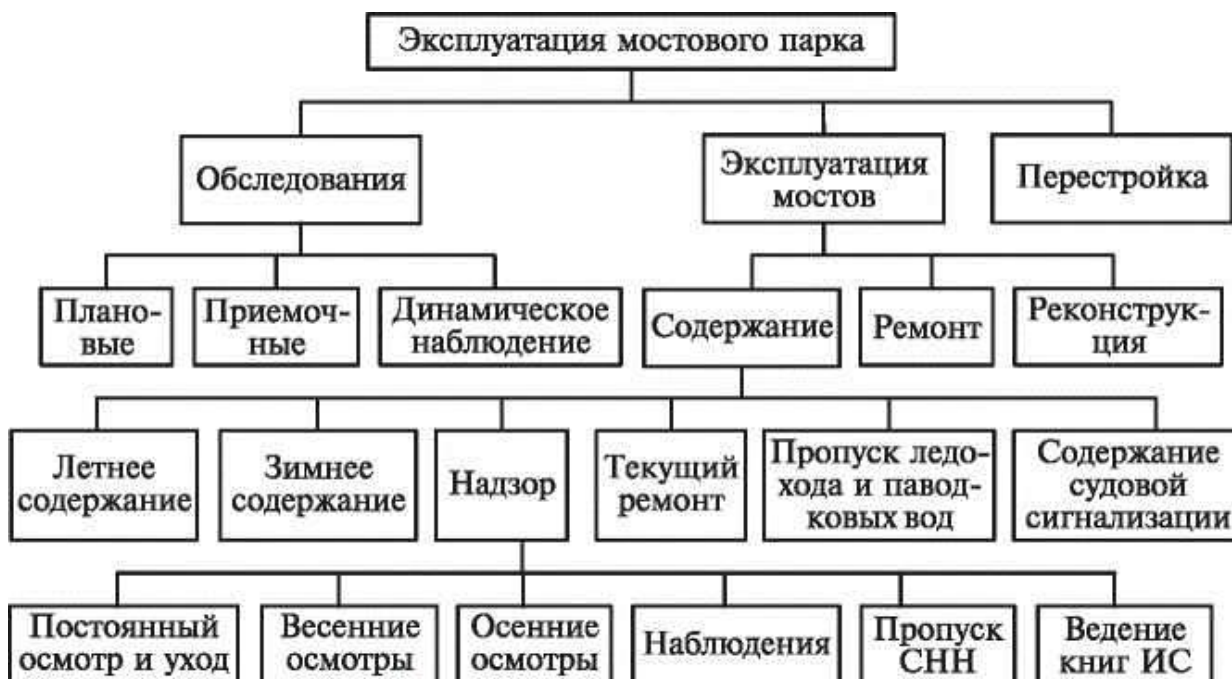 Эксплуатация мостового парка
Обследования
Эксплуатация
мостов
Перестройка
Плано-
вые
Приемоч-
ные
Динамическое
наблюдение
Содержание
Ремонт
Реконструк-
ция
Летнее
содержание
Зимнее
содержание
Надзор
Текущий
ремонт
Пропуск ледо-
хода и павод-
ковых вод
Содержание
судовой
сигнализации
Постоянный
осмотр и уход
Весенние
осмотры
Осенние
осмотры
Наблюдения
Пропуск
СНН
Ведение
книг ИС